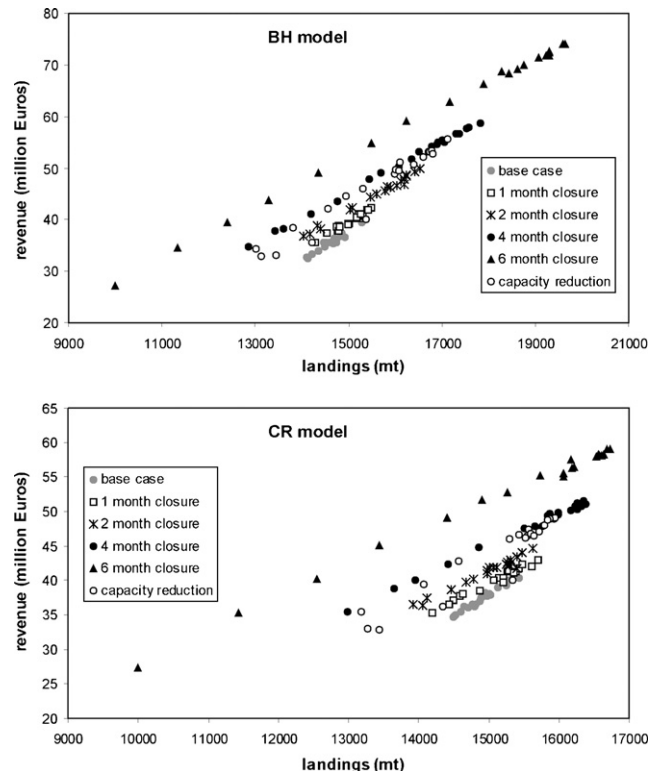 BH model
80
70
60
50
40
30
20
revenue (million Euros)
base case
1 month closure
2 month closure
4 month closure
6 month closure
capacity reduction
9000 11000 13000 15000 17000 19000 21000
landings (mt)
CR model
65
60
55
50
45
40
35
30
25
20
revenue (million Euros)
base case
1 month closure
2 month closure
4 month closure
6 month closure
capacity reduction
9000 10000 11000 12000 13000 14000 15000 16000 17000
landings (mt)